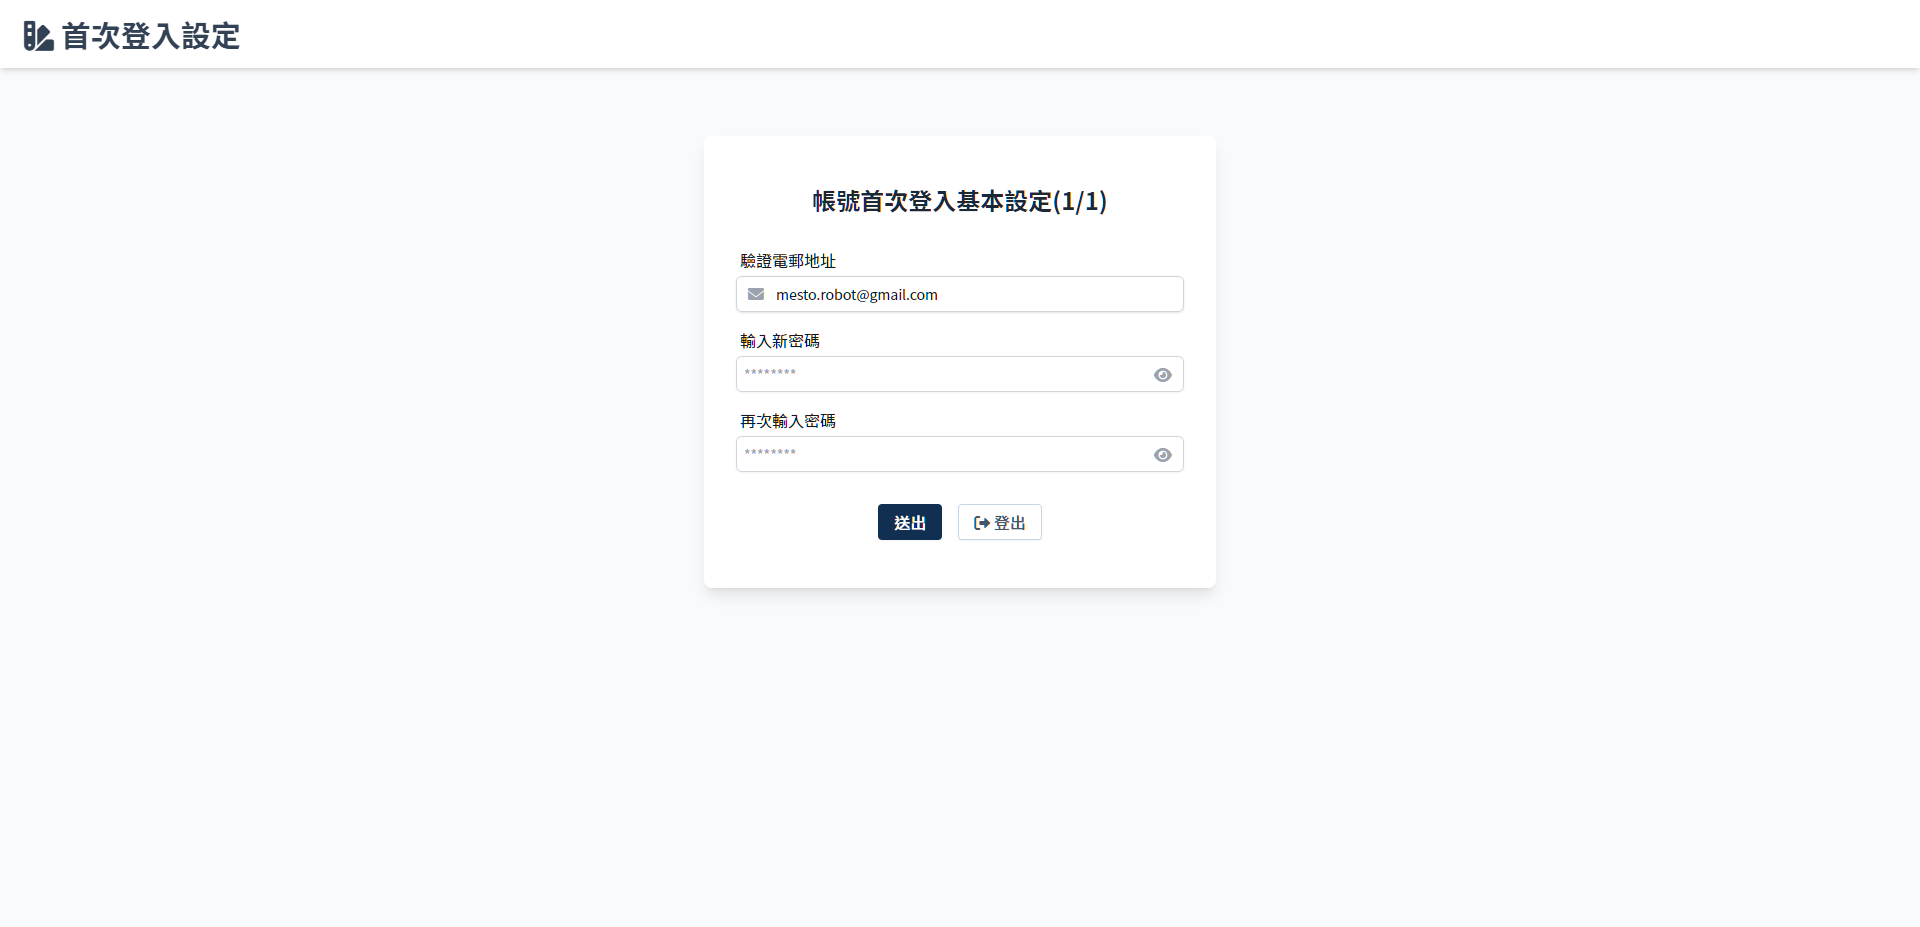 首次登入設定
帳號首次登入基本設定(1/1)
驗證電郵地址
mesto.robot@gmail.com
輸入新密碼
********
再次輸入密碼
********
送出
登出